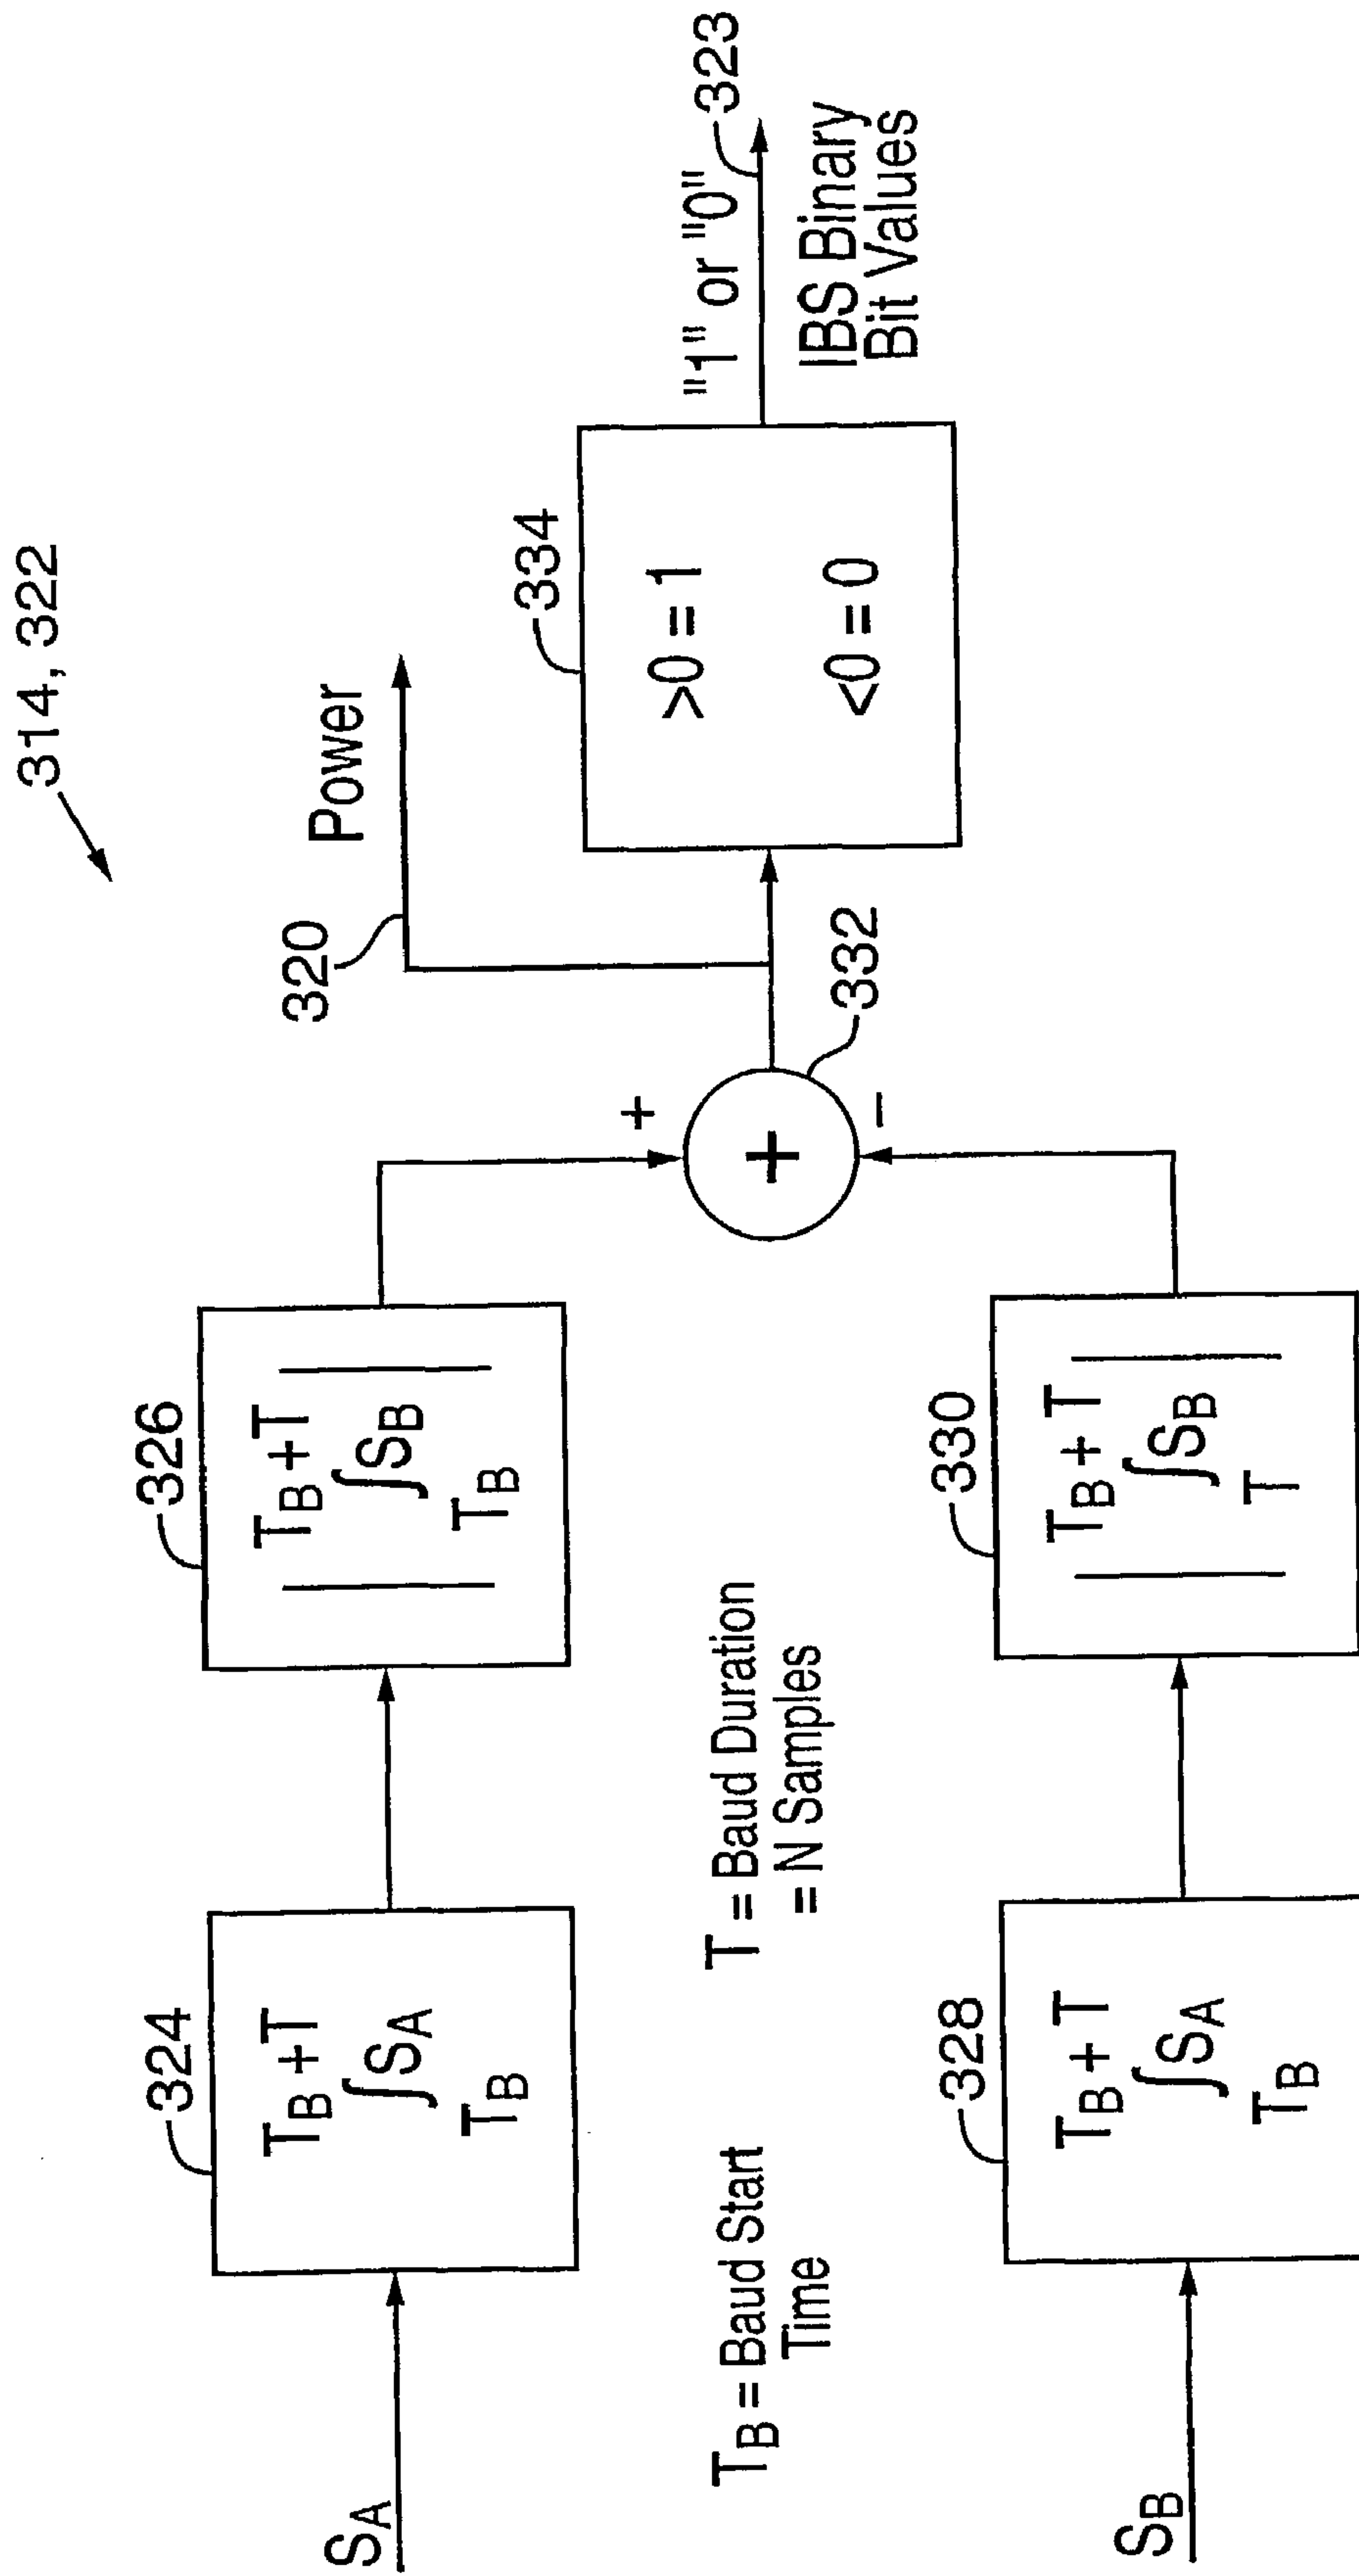 314, 322
S_A
324
T_B + T
∫S_A
T_B
326
T_B + T
| ∫S_B |
T_B
320
Power
+
+
−
332
334
>0 = 1
<0 = 0
"1" or "0"
323
IBS Binary
Bit Values
T_B = Baud Start
Time
T = Baud Duration
= N Samples
S_B
328
T_B + T
∫S_A
T_B
330
T_B + T
| ∫S_B |
T